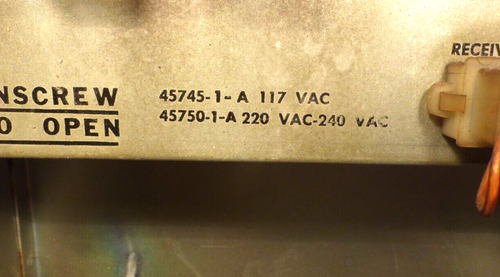 NSCREW
O OPEN
45745-1-A 117 VAC
45750-1-A 220 VAC-240 VAC
RECEIV